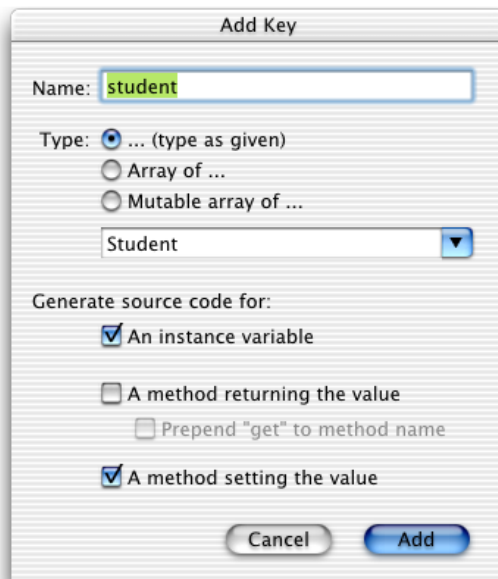 Add Key
Name: student
Type: ... (type as given)
Array of ...
Mutable array of ...
Student
Generate source code for:
An instance variable
A method returning the value
Prepend "get" to method name
A method setting the value
Cancel Add